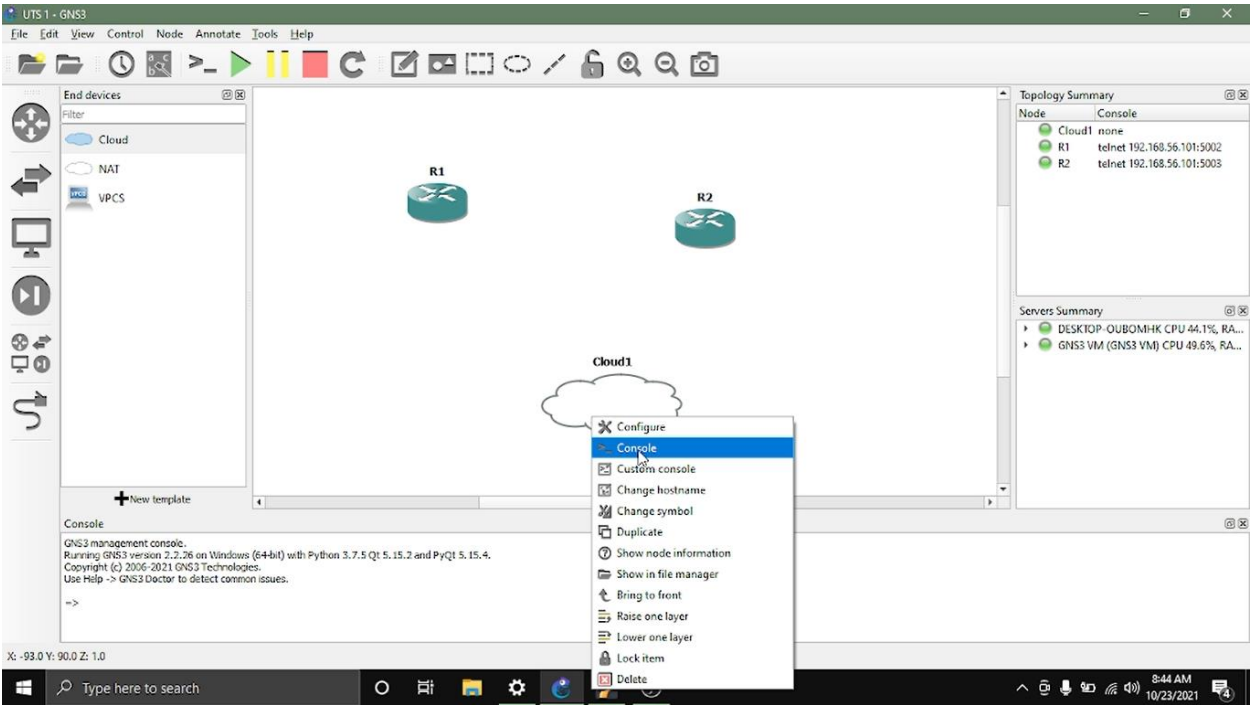 UTS 1 - GNS3
File Edit View Control Node Annotate Tools Help
End devices
Filter
Cloud
NAT
VPCS
New template
R1
R2
Cloud1
Configure
Console
Custom console
Change hostname
Change symbol
Duplicate
Show node information
Show in file manager
Bring to front
Raise one layer
Lower one layer
Lock item
Delete
Topology Summary
Node Console
Cloud1 none
R1 telnet 192.168.56.101:5002
R2 telnet 192.168.56.101:5003
Servers Summary
DESKTOP-OUBOMHK CPU 44.1%, RA...
GNS3 VM (GNS3 VM) CPU 49.6%, RA...
Console
GNS3 management console.
Running GNS3 version 2.2.26 on Windows (64-bit) with Python 3.7.5 Qt 5.15.2 and PyQt 5.15.4.
Copyright (c) 2006-2021 GNS3 Technologies.
Use Help -> GNS3 Doctor to detect common issues.
=>
X: -93.0 Y: 90.0 Z: 1.0
Type here to search
8:44 AM
10/23/2021
4